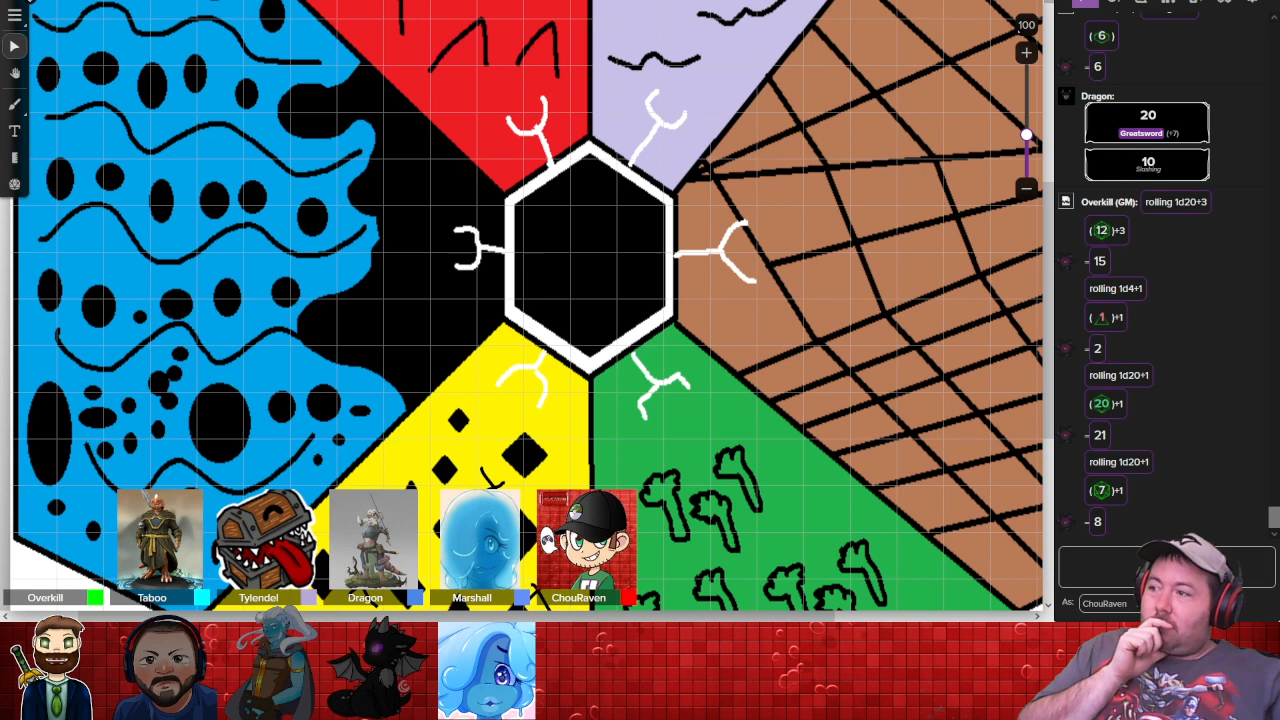 100
( 6 )
= 6
Dragon:
20
Greatsword (+7)
10
Slashing
Overkill (GM): rolling 1d20+3
( 12 )+3
= 15
rolling 1d4+1
( 1 )+1
= 2
rolling 1d20+1
( 20 )+1
= 21
rolling 1d20+1
( 7 )+1
= 8
As: ChouRaven
Overkill
Taboo
Tylendel
Dragon
Marshall
ChouRaven